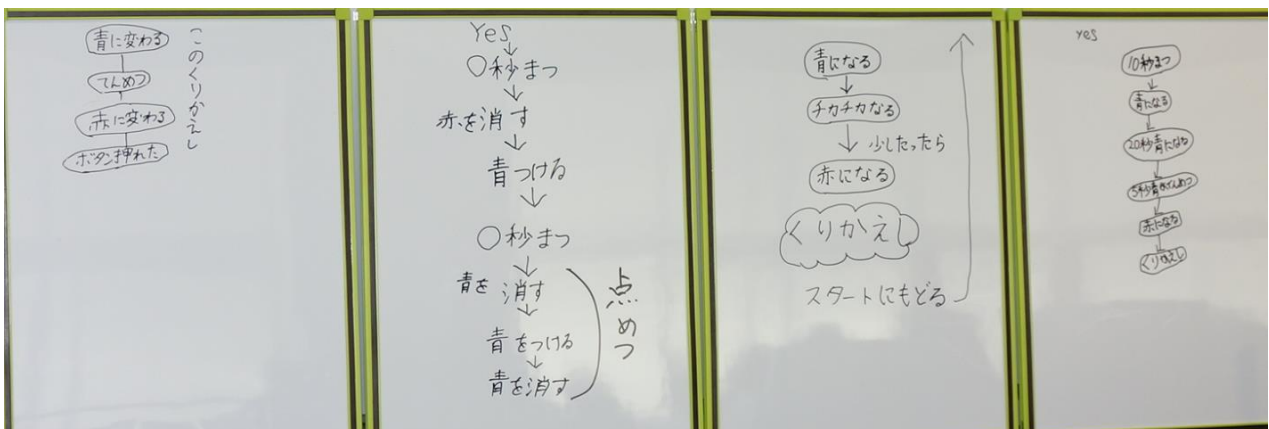 青に変わる
てんめつ
赤に変わる
ボタン押れた
このくりかえし
Yes
○秒まつ
赤を消す
青つける
○秒まつ
青を消す
青をつける
青を消す
点めつ
青になる
チカチカなる
少したったら
赤になる
くりかえし
スタートにもどる
yes
10秒まつ
青になる
20秒青になる
5秒青がてんめつ
赤になる
くりかえし